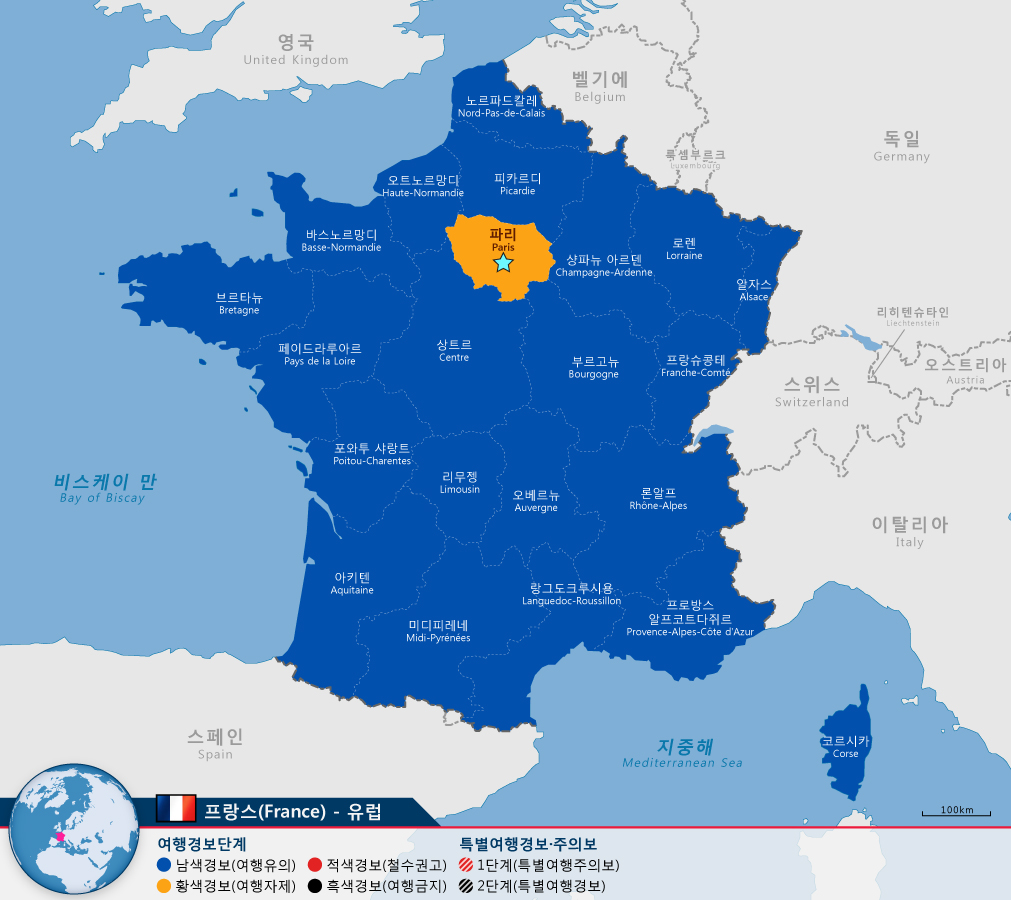 영국
United Kingdom
벨기에
Belgium
노르파드칼레
Nord-Pas-de-Calais
독일
Germany
룩셈부르크
Luxembourg
오트노르망디
Haute-Normandie
피카르디
Picardie
바스노르망디
Basse-Normandie
파리
Paris
샹파뉴 아르덴
Champagne-Ardenne
로렌
Lorraine
알자스
Alsace
브르타뉴
Bretagne
리히텐슈타인
Liechtenstein
페이드라루아르
Pays de la Loire
상트르
Centre
부르고뉴
Bourgogne
프랑슈콩테
Franche-Comté
오스트리아
Austria
스위스
Switzerland
포와투 사랑트
Poitou-Charentes
리무젱
Limousin
오베르뉴
Auvergne
론알프
Rhône-Alpes
비스케이 만
Bay of Biscay
이탈리아
Italy
아키텐
Aquitaine
랑그도크루시용
Languedoc-Roussillon
미디피레네
Midi-Pyrénées
프로방스
알프코트다쥐르
Provence-Alpes-Côte d'Azur
스페인
Spain
지중해
Mediterranean Sea
코르시카
Corse
100km
프랑스(France) - 유럽
여행경보단계
남색경보(여행유의)
황색경보(여행자제)
적색경보(철수권고)
흑색경보(여행금지)
특별여행경보·주의보
1단계(특별여행주의보)
2단계(특별여행경보)